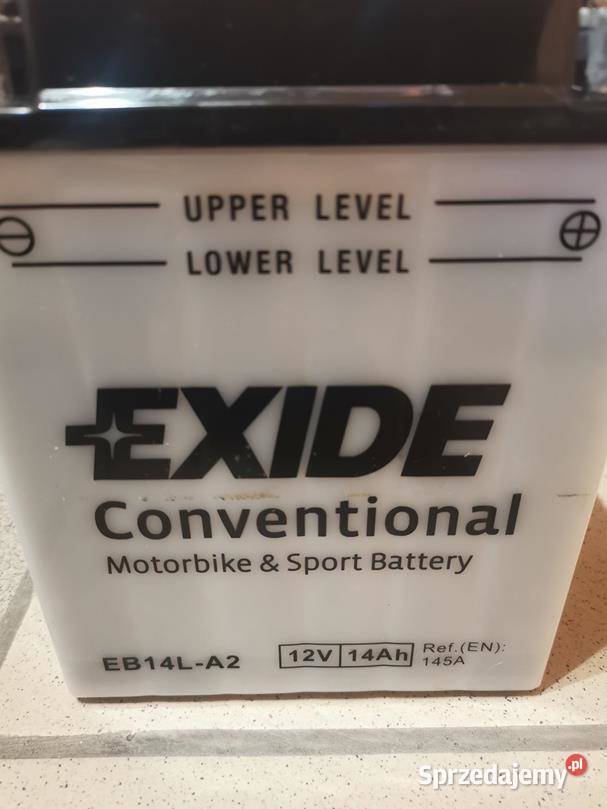 UPPER LEVEL
LOWER LEVEL
EXIDE
Conventional
Motorbike & Sport Battery
EB14L-A2 12V 14Ah Ref.(EN):
145A
Sprzedajemy.pl